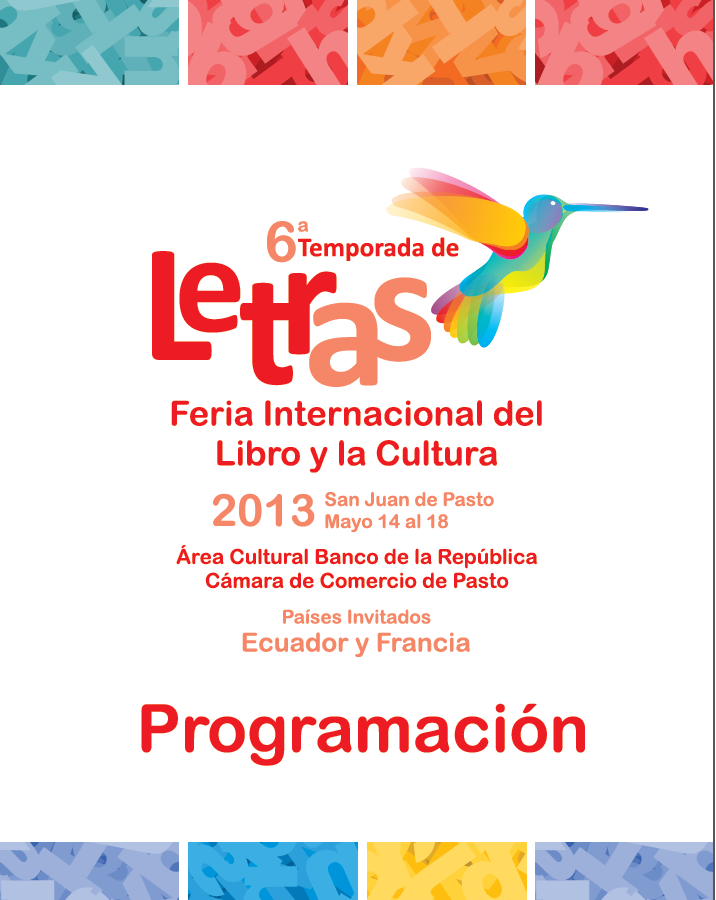 6ª Temporada de
Letras
Feria Internacional del
Libro y la Cultura
2013 San Juan de Pasto
Mayo 14 al 18
Área Cultural Banco de la República
Cámara de Comercio de Pasto
Países Invitados
Ecuador y Francia
Programación